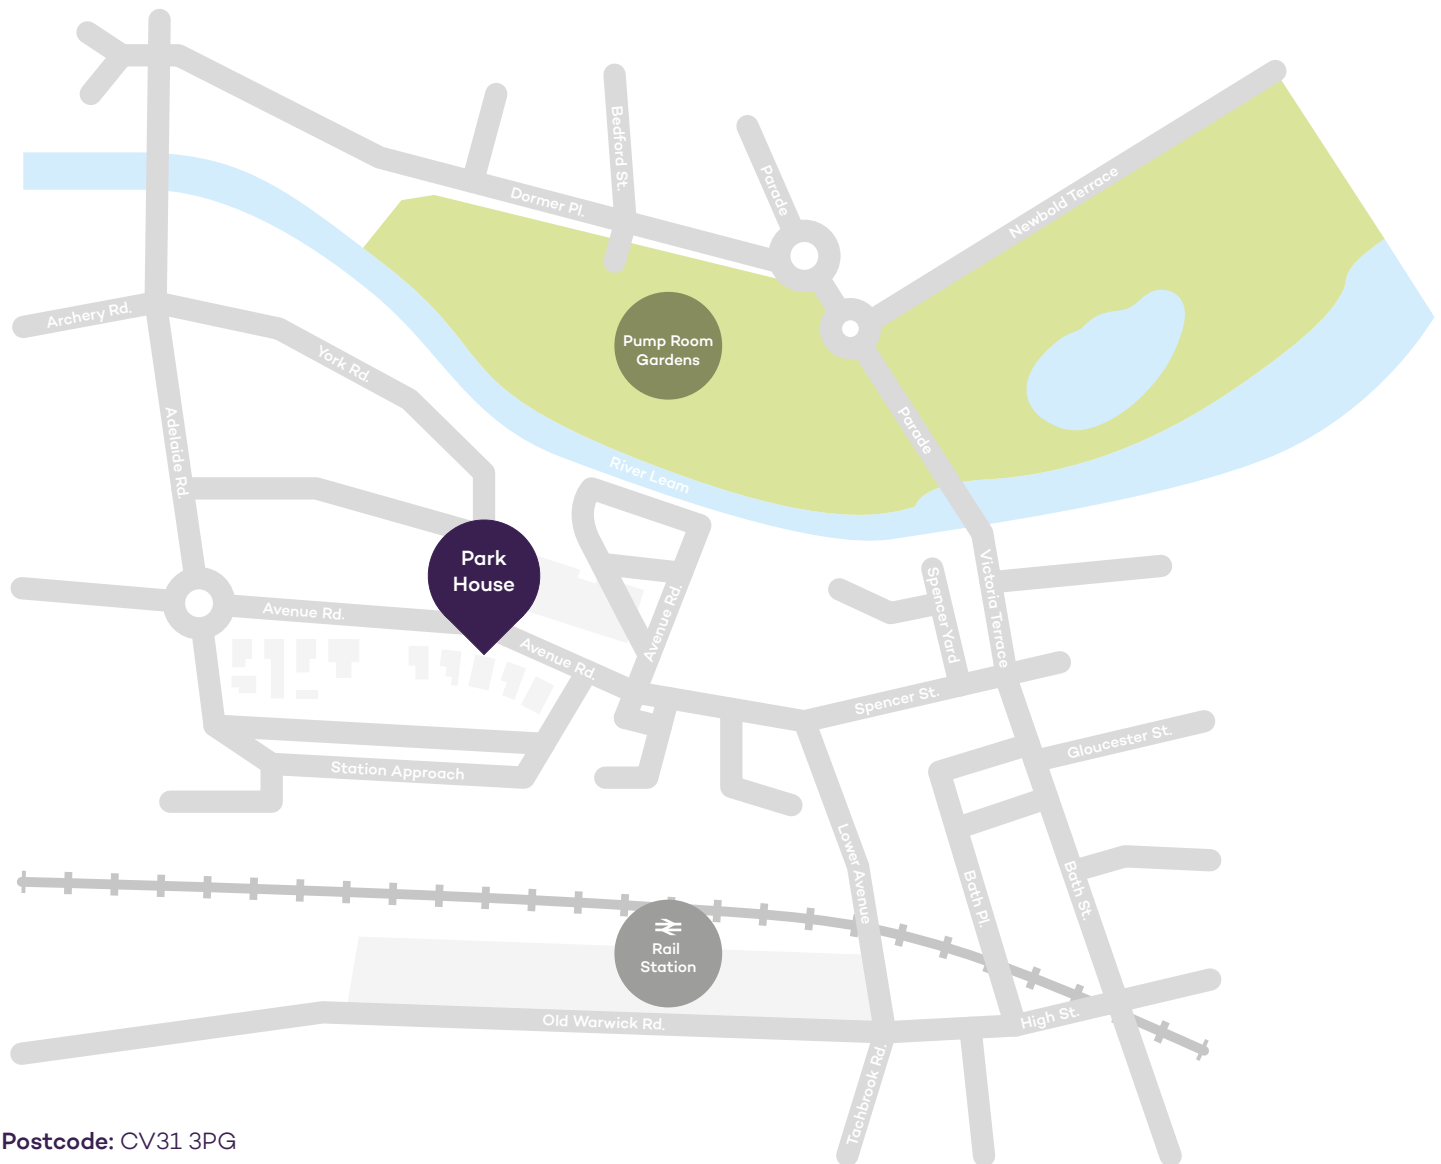 Bedford St.
Parade
Dormer Pl.
Newbold Terrace
Archery Rd.
York Rd.
Pump Room
Gardens
Adelaide Rd.
Parade
River Leam
Park
House
Avenue Rd.
Avenue Rd.
Avenue Rd.
Spencer Yard
Victoria Terrace
Spencer St.
Gloucester St.
Station Approach
Lower Avenue
Bath Pl.
Bath St.
Rail
Station
Old Warwick Rd.
High St.
Tachbrook Rd.
Postcode: CV31 3PG